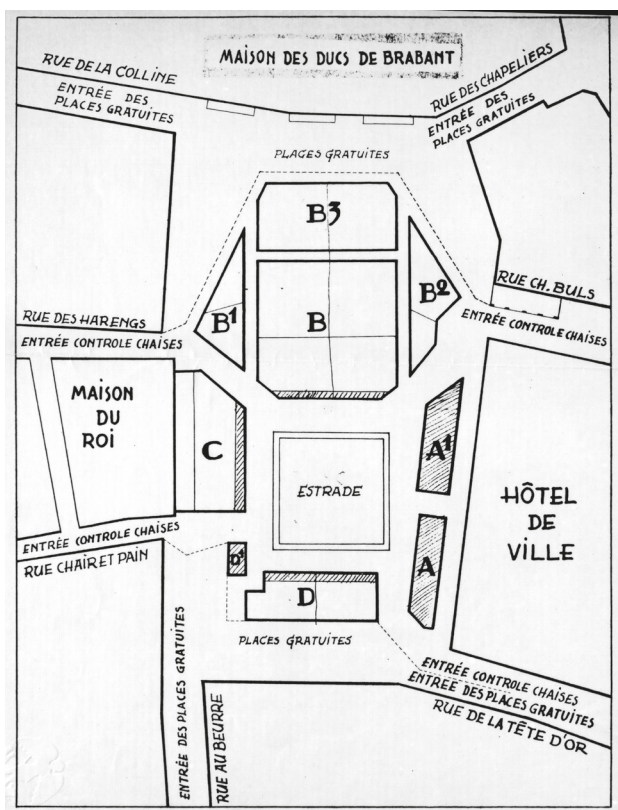 MAISON DES DUCS DE BRABANT
RUE DE LA COLLINE
ENTRÉE DES
PLACES GRATUITES
RUE DES CHAPELIERS
ENTRÉE DES
PLACES GRATUITES
PLACES GRATUITES
B3
B1
B
B2
RUE CH. BULS
ENTRÉE CONTROLE CHAISES
RUE DES HARENGS
ENTRÉE CONTROLE CHAISES
MAISON
DU
ROI
C
A1
ESTRADE
HÔTEL
DE
VILLE
ENTRÉE CONTROLE CHAISES
RUE CHAIR ET PAIN
D1
D
A
PLACES GRATUITES
ENTRÉE DES PLACES GRATUITES
RUE AU BEURRE
ENTRÉE CONTROLE CHAISES
ENTRÉE DES PLACES GRATUITES
RUE DE LA TÊTE D'OR